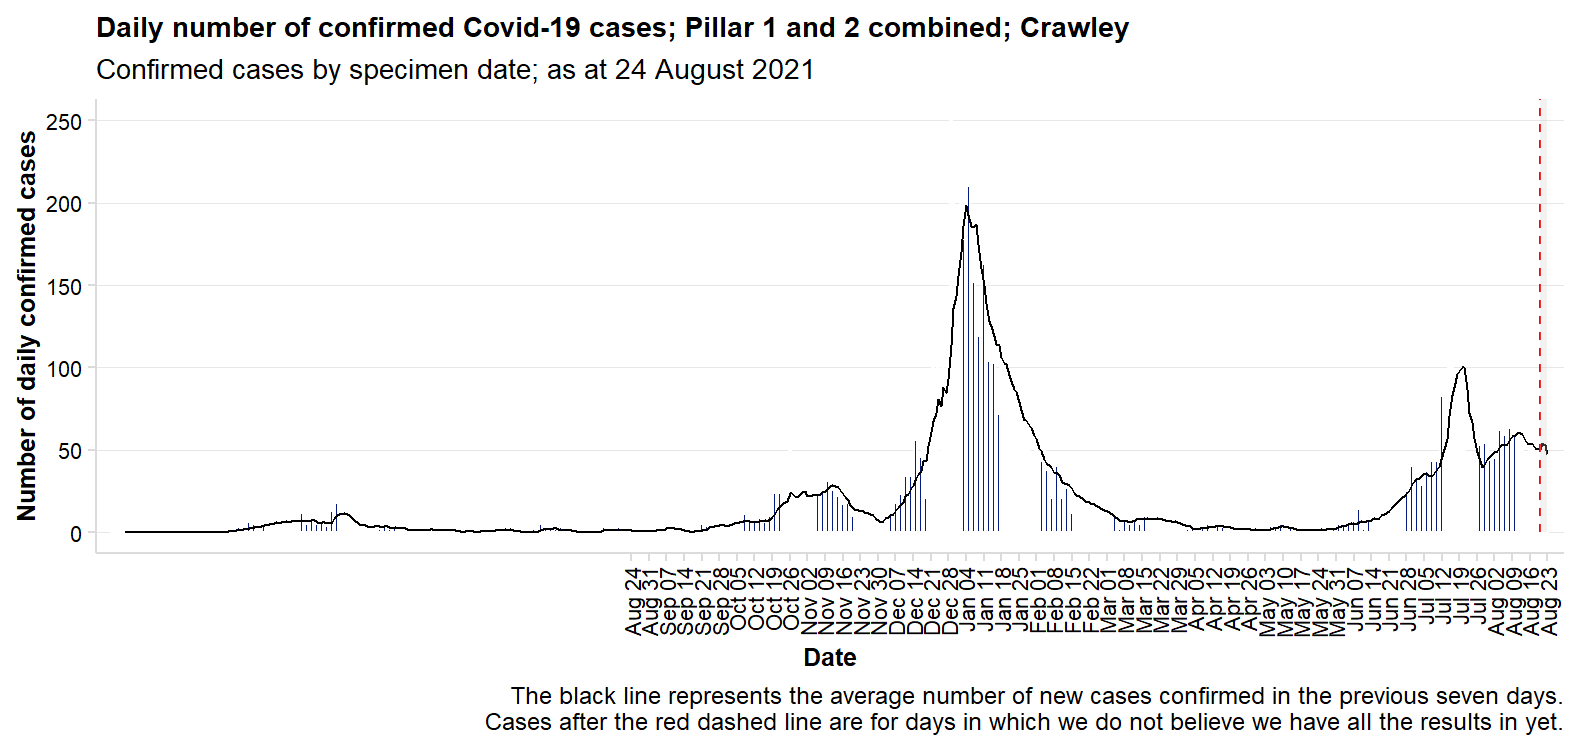 Daily number of confirmed Covid-19 cases; Pillar 1 and 2 combined; Crawley
Confirmed cases by specimen date; as at 24 August 2021
Number of daily confirmed cases
250
200
150
100
50
0
Aug 24
Aug 31
Sep 07
Sep 14
Sep 21
Sep 28
Oct 05
Oct 12
Oct 19
Oct 26
Nov 02
Nov 09
Nov 16
Nov 23
Nov 30
Dec 07
Dec 14
Dec 21
Dec 28
Jan 04
Jan 11
Jan 18
Jan 25
Feb 01
Feb 08
Feb 15
Feb 22
Mar 01
Mar 08
Mar 15
Mar 22
Mar 29
Apr 05
Apr 12
Apr 19
Apr 26
May 03
May 10
May 17
May 24
May 31
Jun 07
Jun 14
Jun 21
Jun 28
Jul 05
Jul 12
Jul 19
Jul 26
Aug 02
Aug 09
Aug 16
Aug 23
Date
The black line represents the average number of new cases confirmed in the previous seven days.
Cases after the red dashed line are for days in which we do not believe we have all the results in yet.